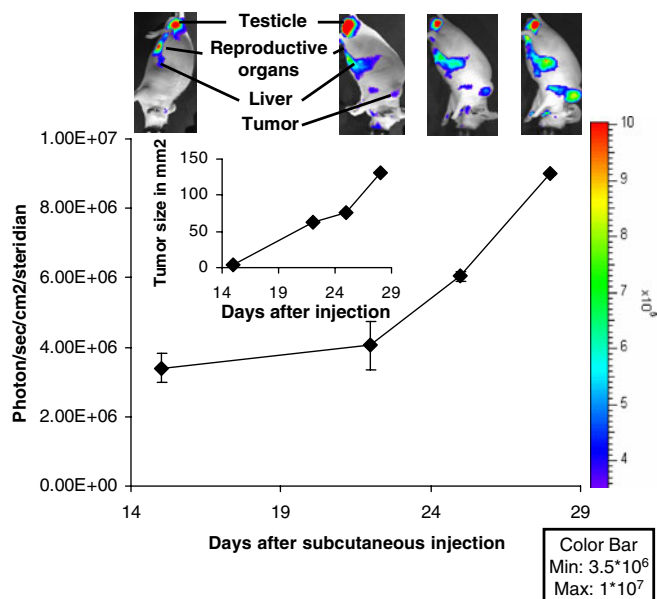 Testicle
Reproductive
organs
Liver
Tumor
1.00E+07
8.00E+06
6.00E+06
4.00E+06
2.00E+06
0.00E+00
Photon/sec/cm2/steridian
14
19
24
29
Days after subcutaneous injection
Tumor size in mm2
150
100
50
0
14
19
24
29
Days after injection
10
9
8
7
6
5
4
x10⁶
Color Bar
Min: 3.5*10⁶
Max: 1*10⁷